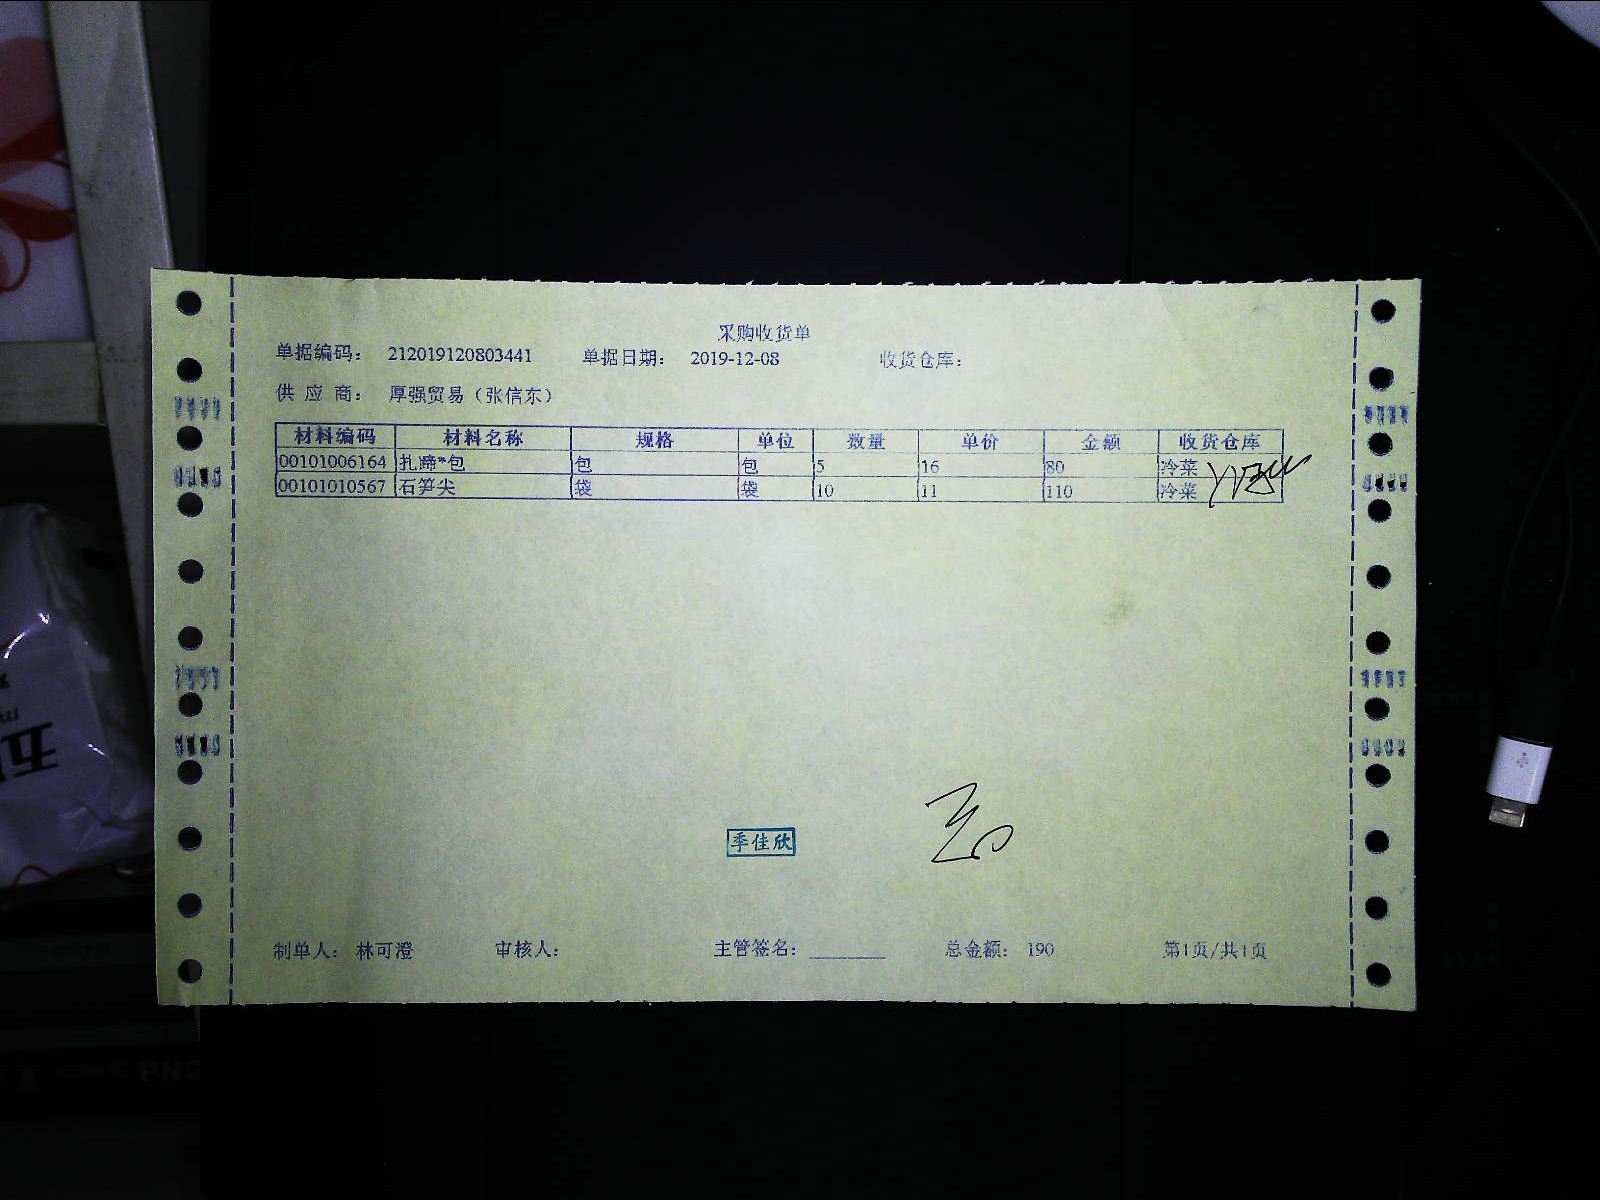 采购收货单
单据编码： 212019120803441 单据日期： 2019-12-08 收货仓库：
供 应 商： 厚强贸易（张信东）
材料编码 材料名称 规格 单位 数量 单价 金额 收货仓库
00101006164 扎蹄*包 包 包 5 16 80 冷菜
00101010567 石笋尖 袋 袋 10 11 110 冷菜
季佳欣
制单人： 林可澄 审核人： 主管签名： 总金额： 190 第1页/共1页
五